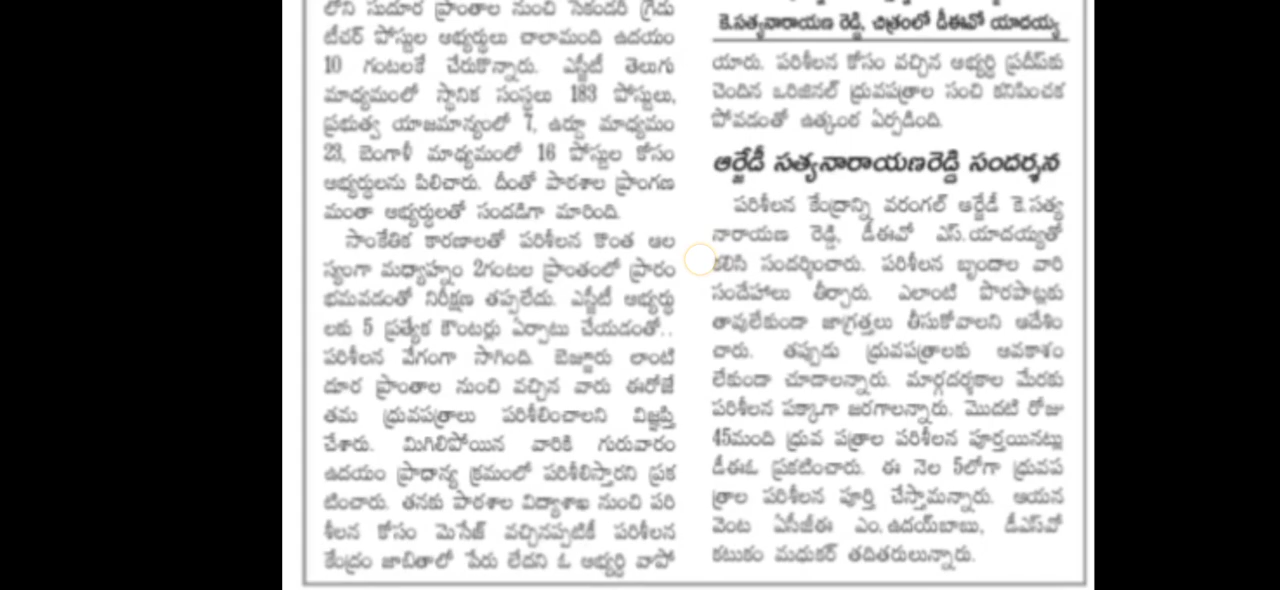 లోని సుదూర ప్రాంతాల నుంచి సెకండరీ గ్రేడు
టీచర్ పోస్టుల అభ్యర్థులు చాలామంది ఉదయం
10 గంటలకే చేరుకొన్నారు. ఎస్జీటీ తెలుగు
మాధ్యమంలో స్థానిక సంస్థలు 183 పోస్టులు,
ప్రభుత్వ యాజమాన్యంలో 7, ఉర్దూ మాధ్యమం
23, బెంగాళీ మాధ్యమంలో 16 పోస్టుల కోసం
అభ్యర్థులను పిలిచారు. దీంతో పాఠశాల ప్రాంగణ
మంతా అభ్యర్థులతో సందడిగా మారింది.
సాంకేతిక కారణాలతో పరిశీలన కొంత ఆల
స్యంగా మధ్యాహ్నం 2గంటల ప్రాంతంలో ప్రారం
భమవడంతో నిరీక్షణ తప్పలేదు. ఎస్జీటీ అభ్యర్థు
లకు 5 ప్రత్యేక కౌంటర్లు ఏర్పాటు చేయడంతో..
పరిశీలన వేగంగా సాగింది. బెజ్జూరు లాంటి
దూర ప్రాంతాల నుంచి వచ్చిన వారు ఈరోజే
తమ ధ్రువపత్రాలు పరిశీలించాలని విజ్ఞప్తి
చేశారు. మిగిలిపోయిన వారికి గురువారం
ఉదయం ప్రాధాన్య క్రమంలో పరిశీలిస్తారని ప్రక
టించారు. తనకు పాఠశాల విద్యాశాఖ నుంచి పరి
శీలన కోసం మెసేజ్ వచ్చినప్పటికీ పరిశీలన
కేంద్రం జాబితాలో పేరు లేదని ఓ అభ్యర్థి వాపో
కె.సత్యనారాయణ రెడ్డి, చిత్రంలో డీఈవో యాదయ్య
యారు. పరిశీలన కోసం వచ్చిన అభ్యర్థి ప్రదీప్‌కు
చెందిన ఒరిజినల్ ధ్రువపత్రాల సంచి కనిపించక
పోవడంతో ఉత్కంఠ ఏర్పడింది.
ఆర్జేడీ సత్యనారాయణరెడ్డి సందర్శన
పరిశీలన కేంద్రాన్ని వరంగల్ ఆర్జేడీ కె.సత్య
నారాయణ రెడ్డి, డీఈవో ఎస్.యాదయ్యతో
కలిసి సందర్శించారు. పరిశీలన బృందాల వారి
సందేహాలు తీర్చారు. ఎలాంటి పొరపాట్లకు
తావులేకుండా జాగ్రత్తలు తీసుకోవాలని ఆదేశిం
చారు. తప్పుడు ధ్రువపత్రాలకు అవకాశం
లేకుండా చూడాలన్నారు. మార్గదర్శకాల మేరకు
పరిశీలన పక్కాగా జరగాలన్నారు. మొదటి రోజు
45మంది ధ్రువ పత్రాల పరిశీలన పూర్తయినట్లు
డీఈఓ ప్రకటించారు. ఈ నెల 5లోగా ధ్రువప
త్రాల పరిశీలన పూర్తి చేస్తామన్నారు. ఆయన
వెంట ఏసీజీఈ ఎం.ఉదయ్‌బాబు, డీఎస్‌వో
కటుకం మధుకర్ తదితరులున్నారు.